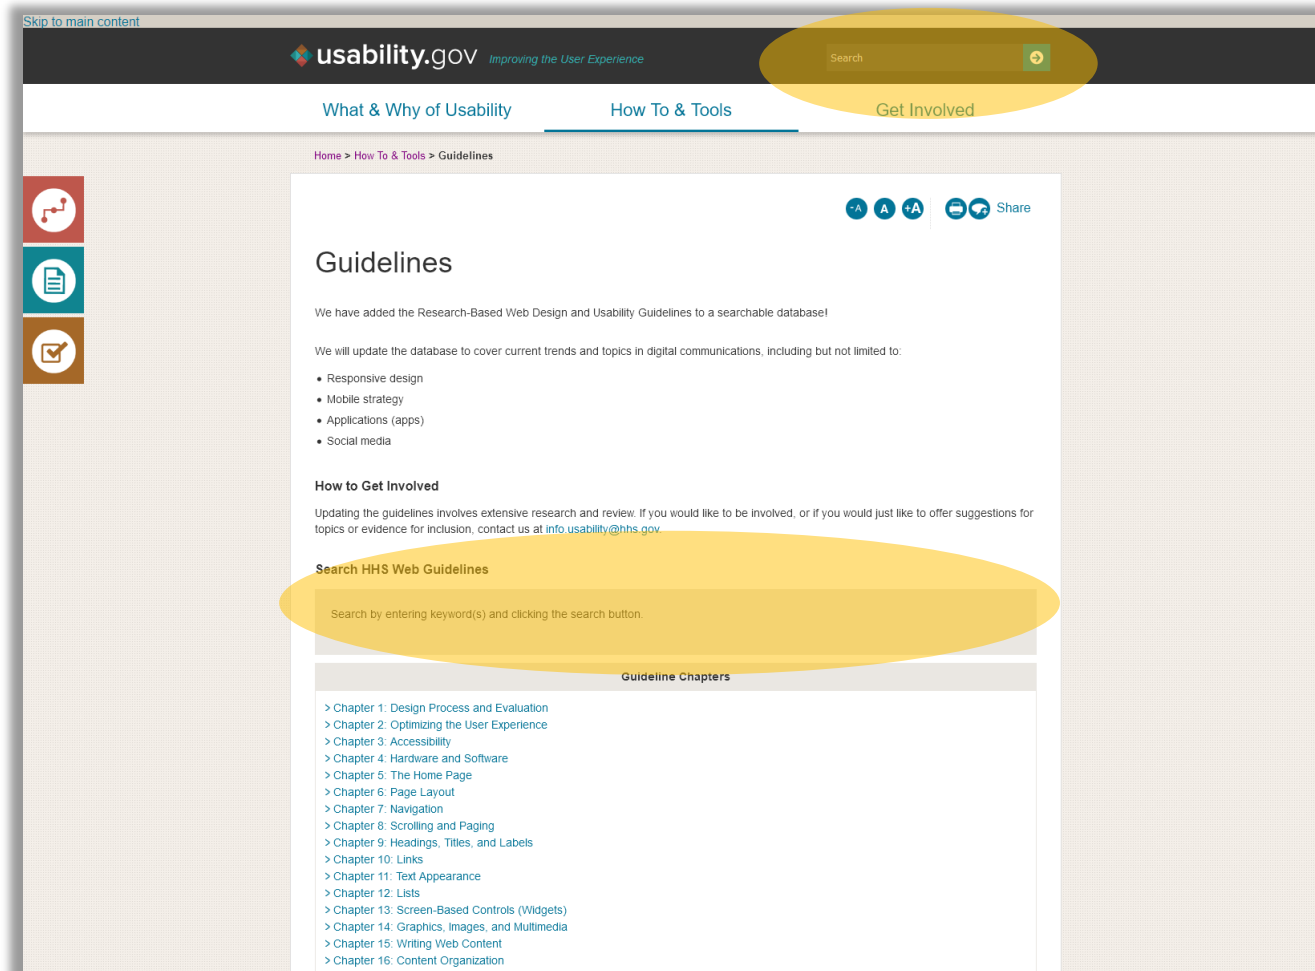 Skip to main content
usability.gov Improving the User Experience
Search
What & Why of Usability How To & Tools Get Involved
Home > How To & Tools > Guidelines
-A A +A Share
Guidelines
We have added the Research-Based Web Design and Usability Guidelines to a searchable database!
We will update the database to cover current trends and topics in digital communications, including but not limited to:
• Responsive design
• Mobile strategy
• Applications (apps)
• Social media
How to Get Involved
Updating the guidelines involves extensive research and review. If you would like to be involved, or if you would just like to offer suggestions for
topics or evidence for inclusion, contact us at info.usability@hhs.gov.
Search HHS Web Guidelines
Search by entering keyword(s) and clicking the search button.
Guideline Chapters
> Chapter 1: Design Process and Evaluation
> Chapter 2: Optimizing the User Experience
> Chapter 3: Accessibility
> Chapter 4: Hardware and Software
> Chapter 5: The Home Page
> Chapter 6: Page Layout
> Chapter 7: Navigation
> Chapter 8: Scrolling and Paging
> Chapter 9: Headings, Titles, and Labels
> Chapter 10: Links
> Chapter 11: Text Appearance
> Chapter 12: Lists
> Chapter 13: Screen-Based Controls (Widgets)
> Chapter 14: Graphics, Images, and Multimedia
> Chapter 15: Writing Web Content
> Chapter 16: Content Organization